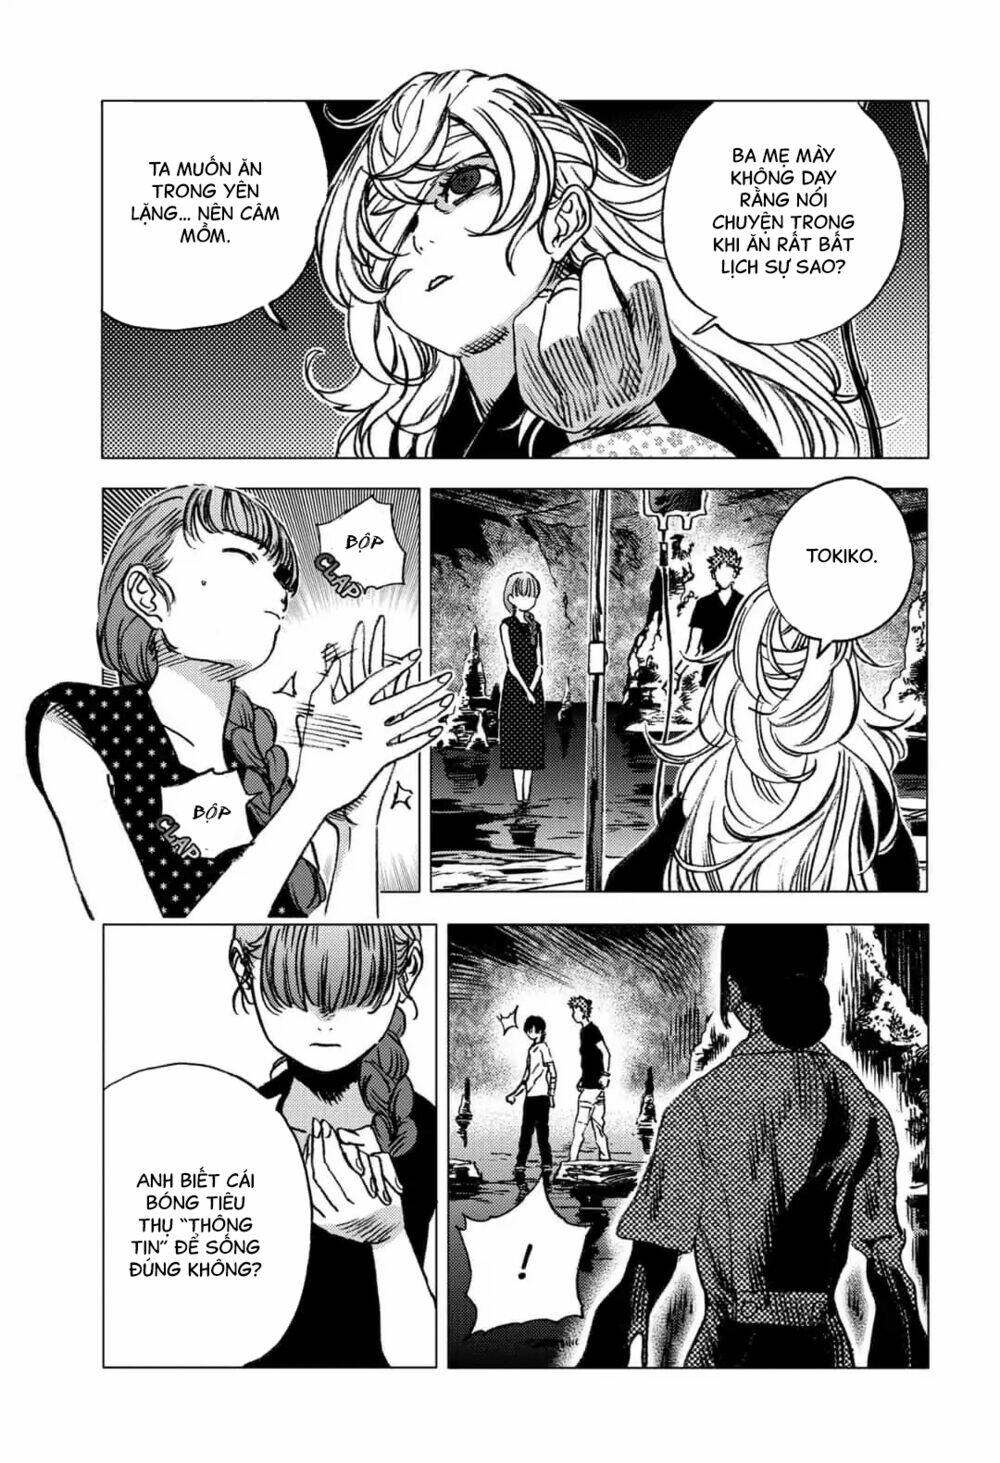 BA MẸ MÀY
KHÔNG DAY
RẰNG NÓI
CHUYỆN TRONG
KHI ĂN RẤT BẤT
LỊCH SỰ SAO?
TA MUỐN ĂN
TRONG YÊN
LẶNG... NÊN CÂM
MỒM.
TOKIKO.
BỘP
CLAP
BỘP
CLAP
!
ANH BIẾT CÁI
BÓNG TIÊU
THỤ “THÔNG
TIN” ĐỂ SỐNG
ĐÚNG KHÔNG?